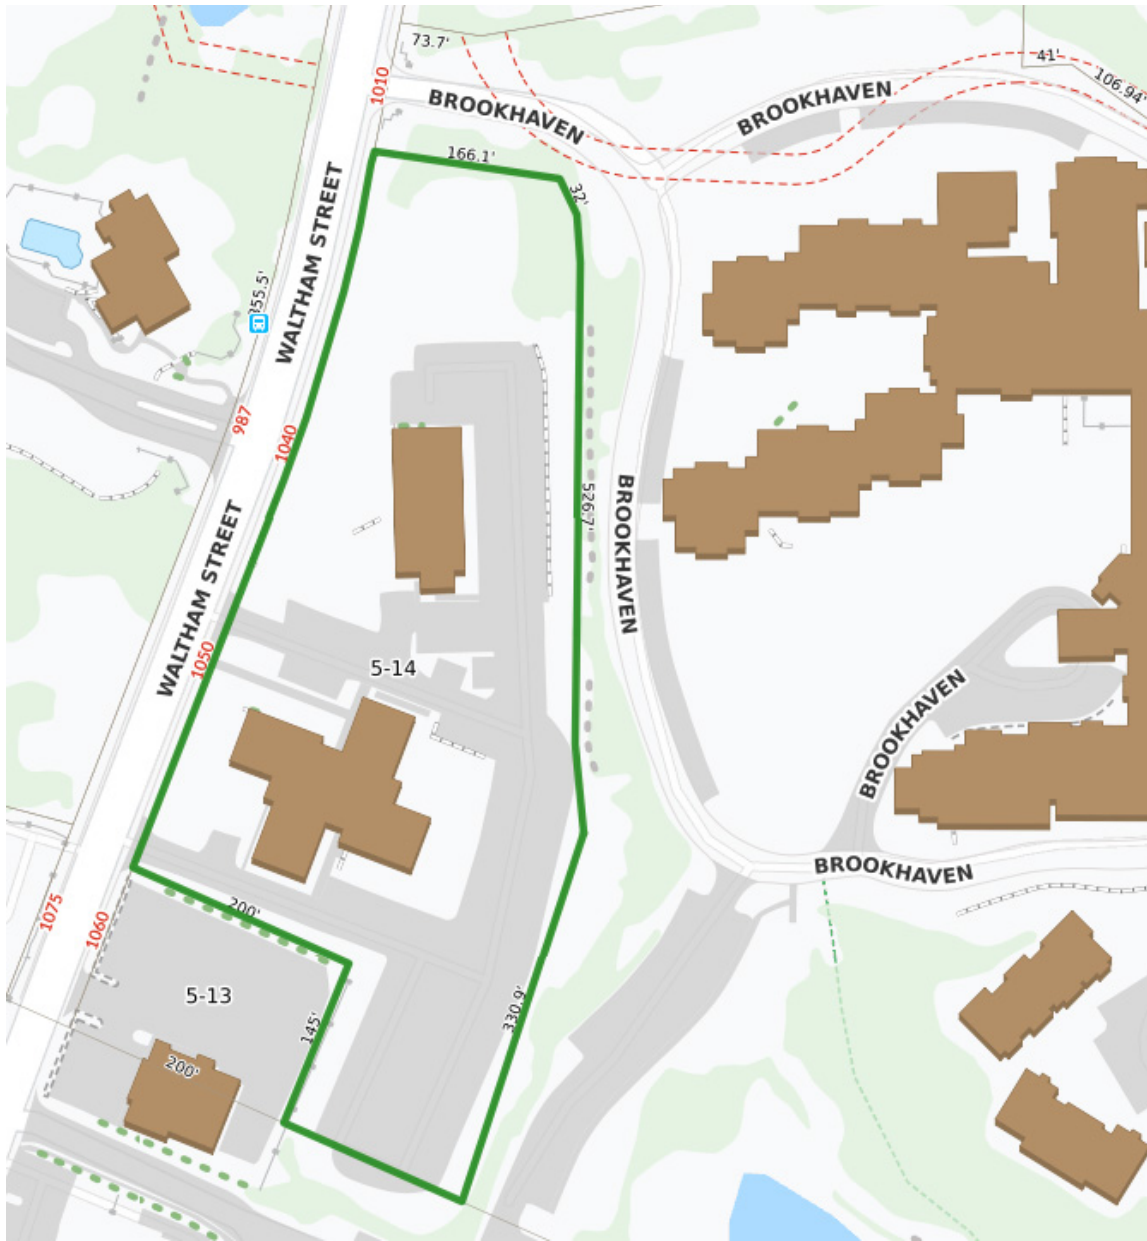 73.7'
41'
106.94'
1010
BROOKHAVEN
BROOKHAVEN
166.1'
32'
WALTHAM STREET
355.5'
987
1040
526.7'
BROOKHAVEN
WALTHAM STREET
1050
5-14
BROOKHAVEN
BROOKHAVEN
200'
1075
1060
5-13
145'
330.9'
200'